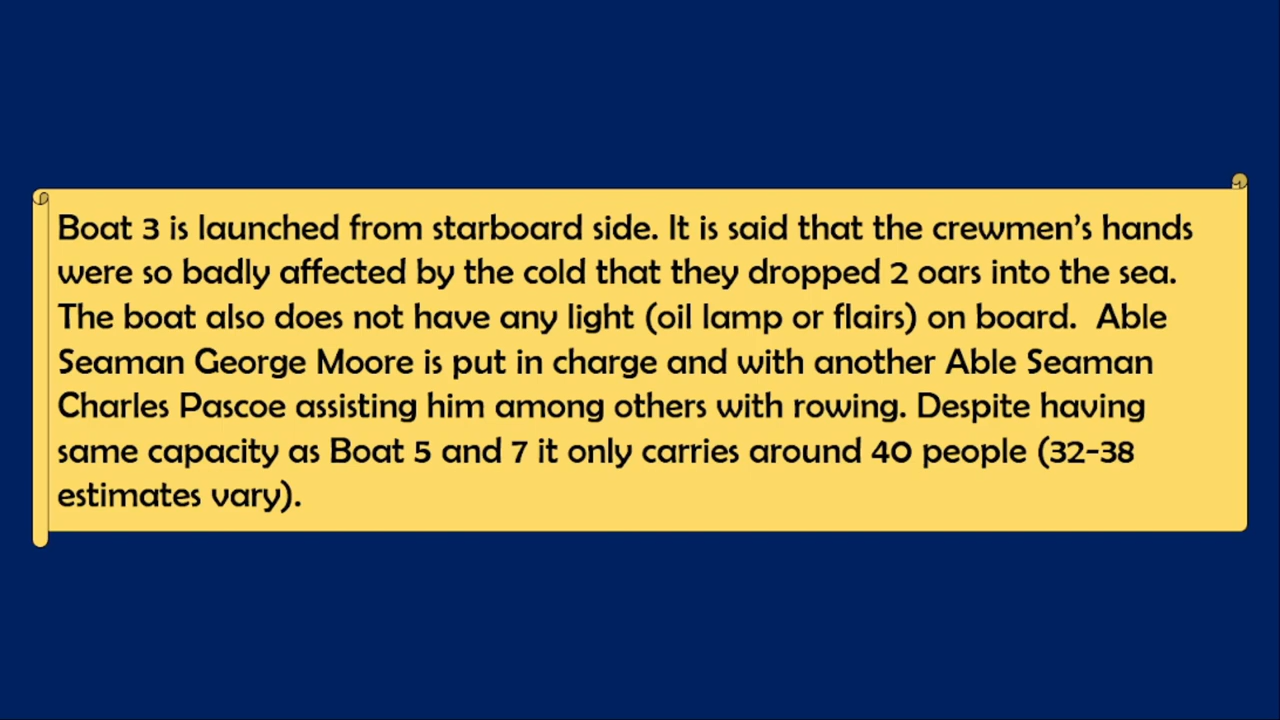 Boat 3 is launched from starboard side. It is said that the crewmen’s hands
were so badly affected by the cold that they dropped 2 oars into the sea.
The boat also does not have any light (oil lamp or flairs) on board.  Able
Seaman George Moore is put in charge and with another Able Seaman
Charles Pascoe assisting him among others with rowing. Despite having
same capacity as Boat 5 and 7 it only carries around 40 people (32-38
estimates vary).